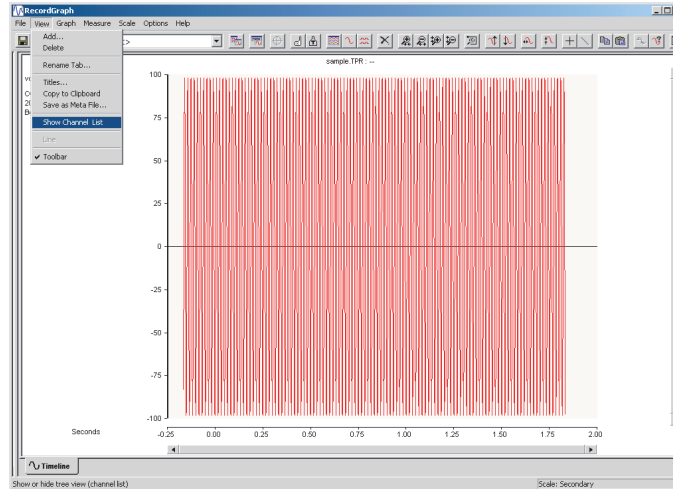 RecordGraph
File View Graph Measure Scale Options Help
Add...
Delete
Rename Tab...
Titles...
Copy to Clipboard
Save as Meta File...
Show Channel List
Line
✓ Toolbar
sample.TPR : --
100
75
50
25
0
-25
-50
-75
-100
Seconds
-0.25 0.00 0.25 0.50 0.75 1.00 1.25 1.50 1.75 2.00
Timeline
Show or hide tree view (channel list) Scale: Secondary